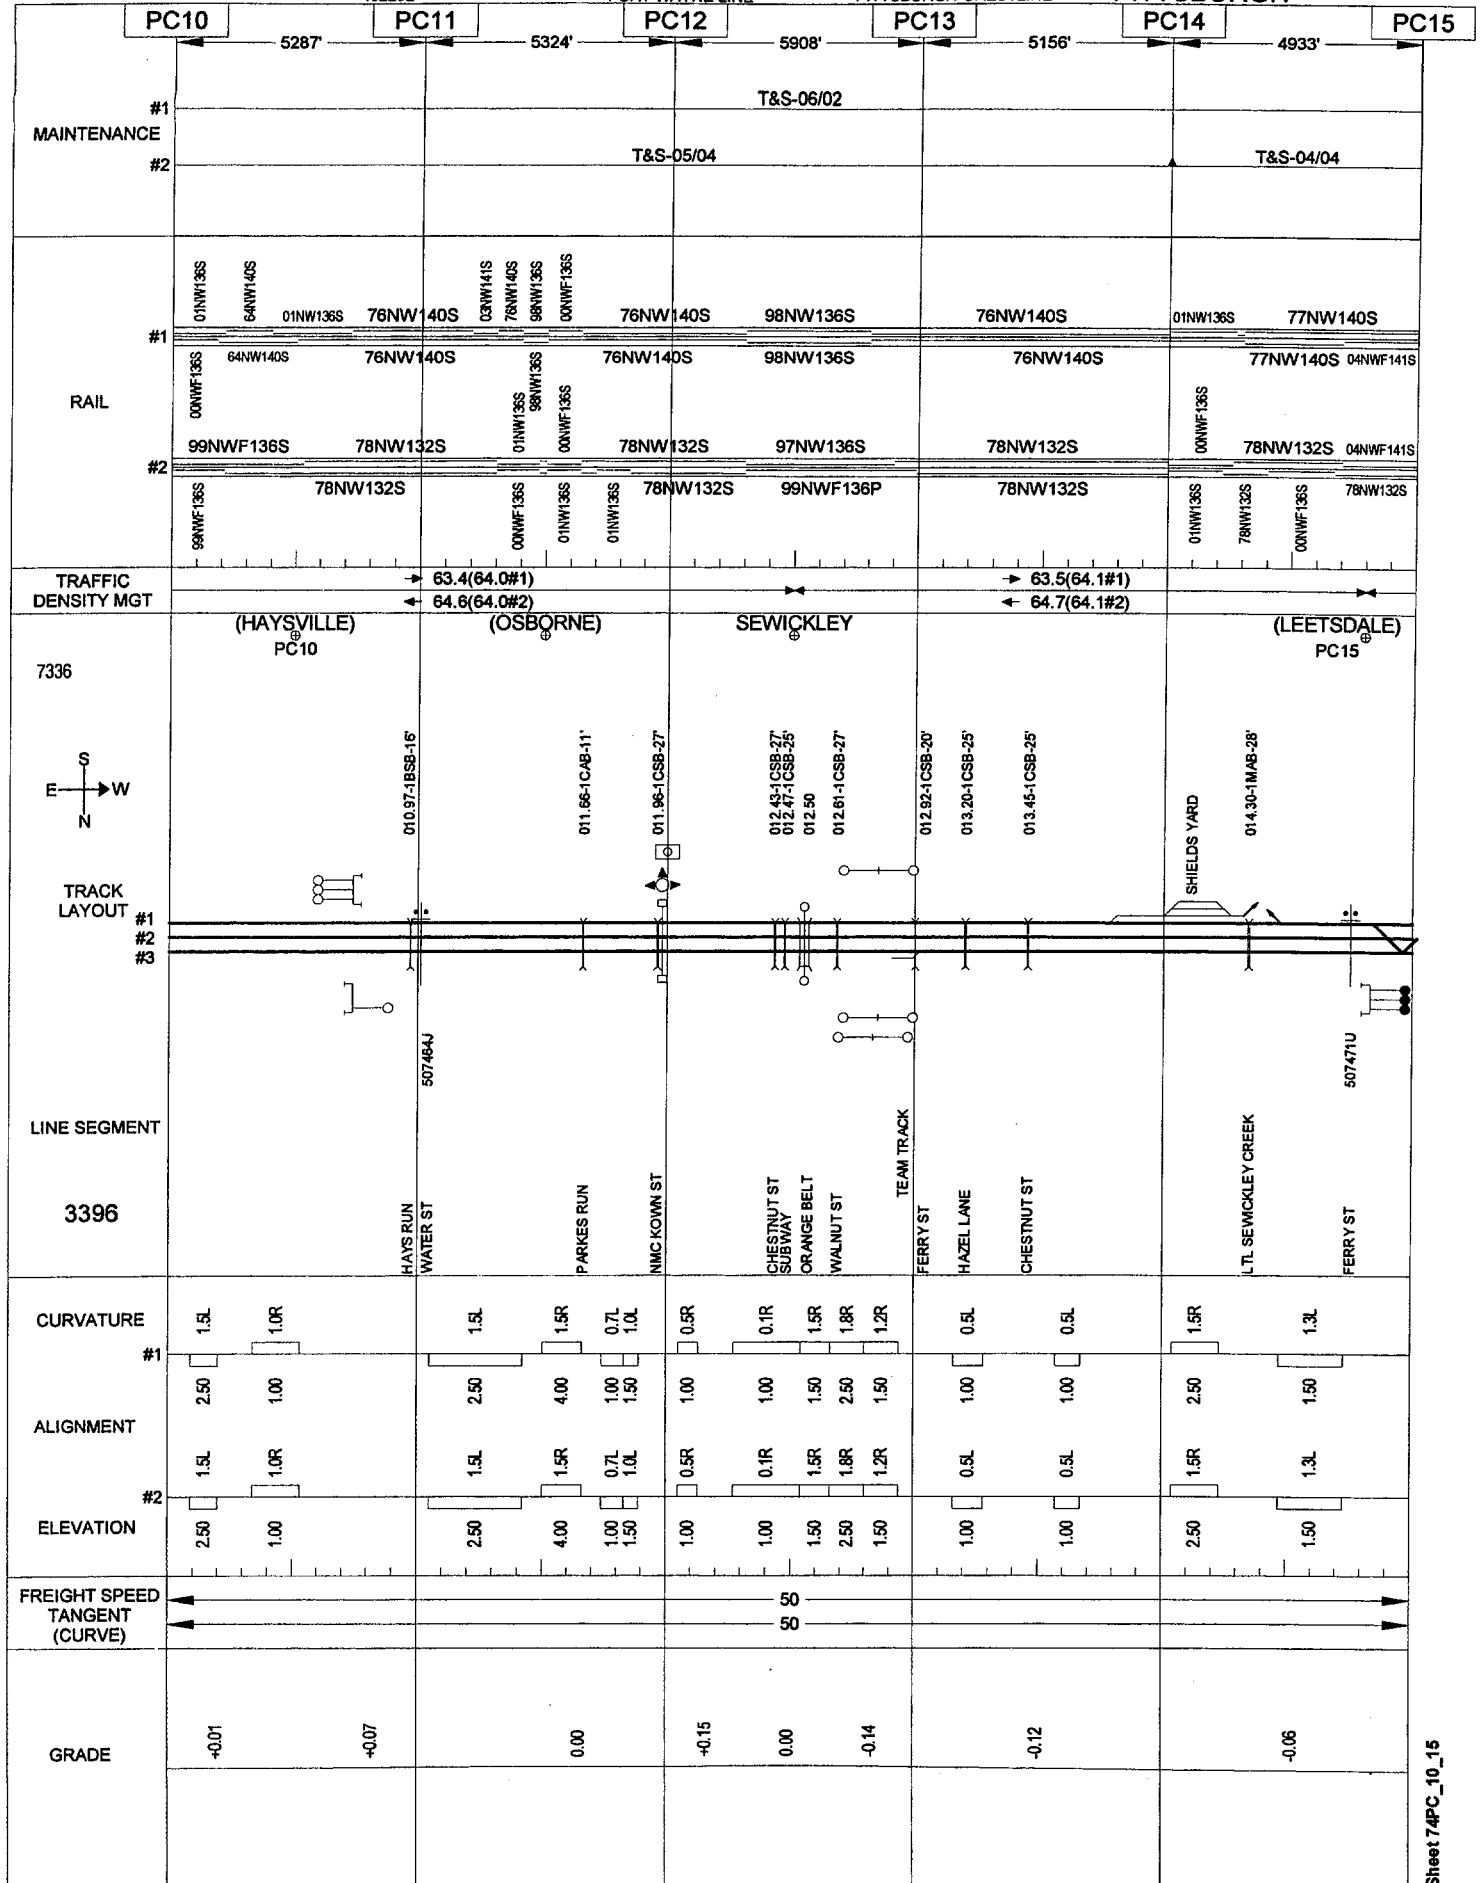 PC10 PC11 PC12 PC13 PC14 PC15
5287' 5324' 5908' 5156' 4933'
#1 T&S-06/02
MAINTENANCE
#2 T&S-05/04 T&S-04/04
01NW136S 64NW140S 01NW136S 76NW140S 03NW141S 76NW140S 98NW136S 00NWF136S 76NW140S 98NW136S 76NW140S 01NW136S 77NW140S
#1
00NWF136S 64NW140S 76NW140S 98NW136S 76NW140S 98NW136S 76NW140S 77NW140S 04NWF141S
RAIL
99NWF136S 78NW132S 01NW136S 00NWF136S 78NW132S 97NW136S 78NW132S 00NWF136S 78NW132S 04NWF141S
#2
99NWF136S 78NW132S 00NWF136S 01NW136S 01NW136S 78NW132S 99NWF136P 78NW132S 01NW136S 78NW132S 00NWF136S 78NW132S
TRAFFIC
DENSITY MGT
63.4(64.0#1) 63.5(64.1#1)
64.6(64.0#2) 64.7(64.1#2)
(HAYSVILLE) (OSBORNE) SEWICKLEY (LEETSDALE)
PC10 PC15
7336
S
E W
N
010.97-1BSB-16' 011.66-1CAB-11' 011.96-1CSB-27' 012.43-1CSB-27' 012.47-1CSB-25' 012.50 012.61-1CSB-27' 012.92-1CSB-20' 013.20-1CSB-25' 013.45-1CSB-25' SHIELDS YARD 014.30-1MAB-28'
TRACK
LAYOUT
#1
#2
#3
507464J 507471U
LINE SEGMENT
3396
HAYS RUN WATER ST PARKES RUN NMC KOWN ST CHESTNUT ST SUBWAY ORANGE BELT WALNUT ST TEAM TRACK FERRY ST HAZEL LANE CHESTNUT ST LTL SEWICKLEY CREEK FERRY ST
CURVATURE 1.5L 1.0R 1.5L 1.5R 0.7L 1.0L 0.5R 0.1R 1.5R 1.8R 1.2R 0.5L 0.5L 1.5R 1.3L
#1
2.50 1.00 2.50 4.00 1.00 1.50 1.00 1.00 1.50 2.50 1.50 1.00 1.00 2.50 1.50
ALIGNMENT
1.5L 1.0R 1.5L 1.5R 0.7L 1.0L 0.5R 0.1R 1.5R 1.8R 1.2R 0.5L 0.5L 1.5R 1.3L
#2
ELEVATION 2.50 1.00 2.50 4.00 1.00 1.50 1.00 1.00 1.50 2.50 1.50 1.00 1.00 2.50 1.50
FREIGHT SPEED
TANGENT
(CURVE)
50
50
GRADE +0.01 +0.07 0.00 +0.15 0.00 -0.14 -0.12 -0.06
Sheet 74PC_10_15